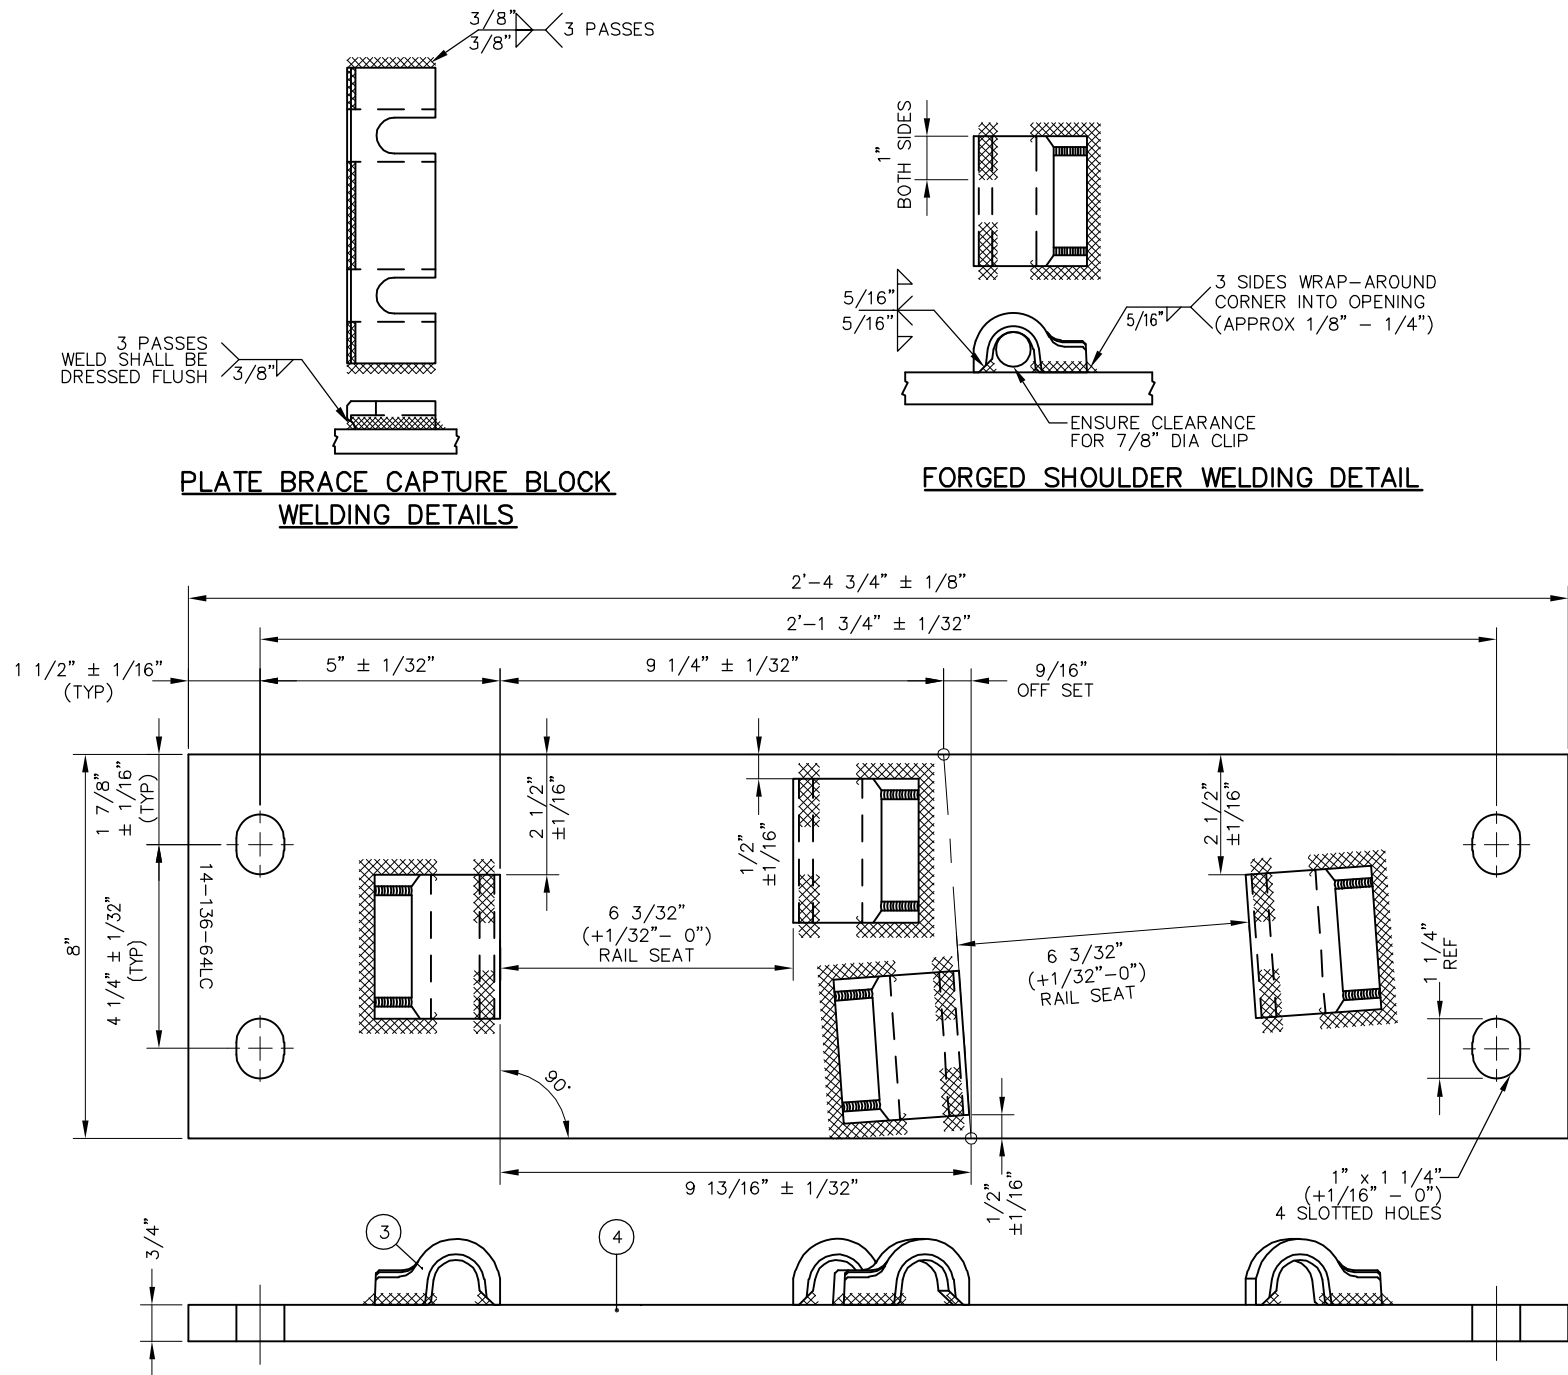 3/8"
3/8"
3 PASSES
3 PASSES
WELD SHALL BE
DRESSED FLUSH
3/8"
PLATE BRACE CAPTURE BLOCK
WELDING DETAILS
1"
BOTH SIDES
5/16"
5/16"
5/16"
3 SIDES WRAP-AROUND
CORNER INTO OPENING
(APPROX 1/8" - 1/4")
ENSURE CLEARANCE
FOR 7/8" DIA CLIP
FORGED SHOULDER WELDING DETAIL
2'-4 3/4" ± 1/8"
2'-1 3/4" ± 1/32"
1 1/2" ± 1/16"
(TYP)
5" ± 1/32"
9 1/4" ± 1/32"
9/16"
OFF SET
1 7/8"
± 1/16"
(TYP)
2 1/2"
±1/16"
1/2"
±1/16"
2 1/2"
±1/16"
8"
4 1/4" ± 1/32"
(TYP)
14-136-64LC
6 3/32"
(+1/32"- 0")
RAIL SEAT
6 3/32"
(+1/32"-0")
RAIL SEAT
1 1/4"
REF
90°
9 13/16" ± 1/32"
1/2"
±1/16"
1" x 1 1/4"
(+1/16" - 0")
4 SLOTTED HOLES
3/4"
3
4